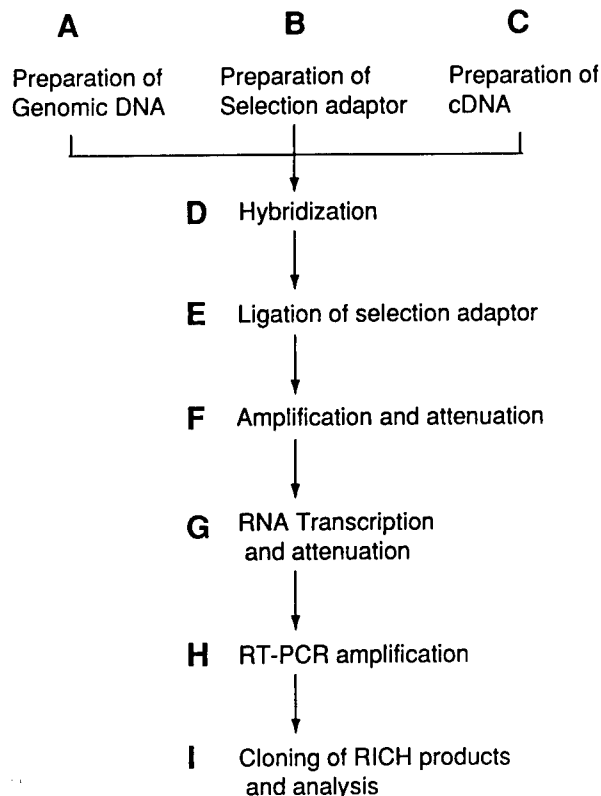 A
B
C
Preparation of
Genomic DNA
Preparation of
Selection adaptor
Preparation of
cDNA
D Hybridization
E Ligation of selection adaptor
F Amplification and attenuation
G RNA Transcription
and attenuation
H RT-PCR amplification
I Cloning of RICH products
and analysis